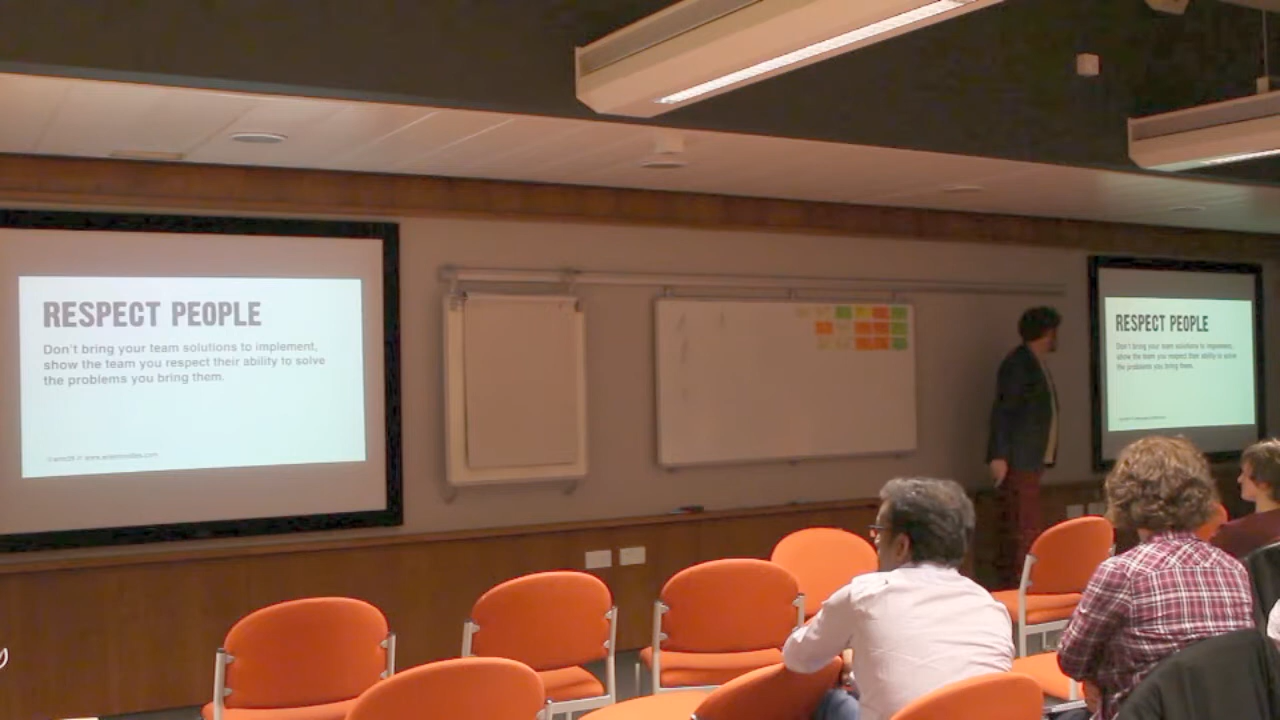 RESPECT PEOPLE
Don't bring your team solutions to implement,
show the team you respect their ability to solve
the problems you bring them.
RESPECT PEOPLE
Don't bring your team solutions to implement,
show the team you respect their ability to solve
the problems you bring them.